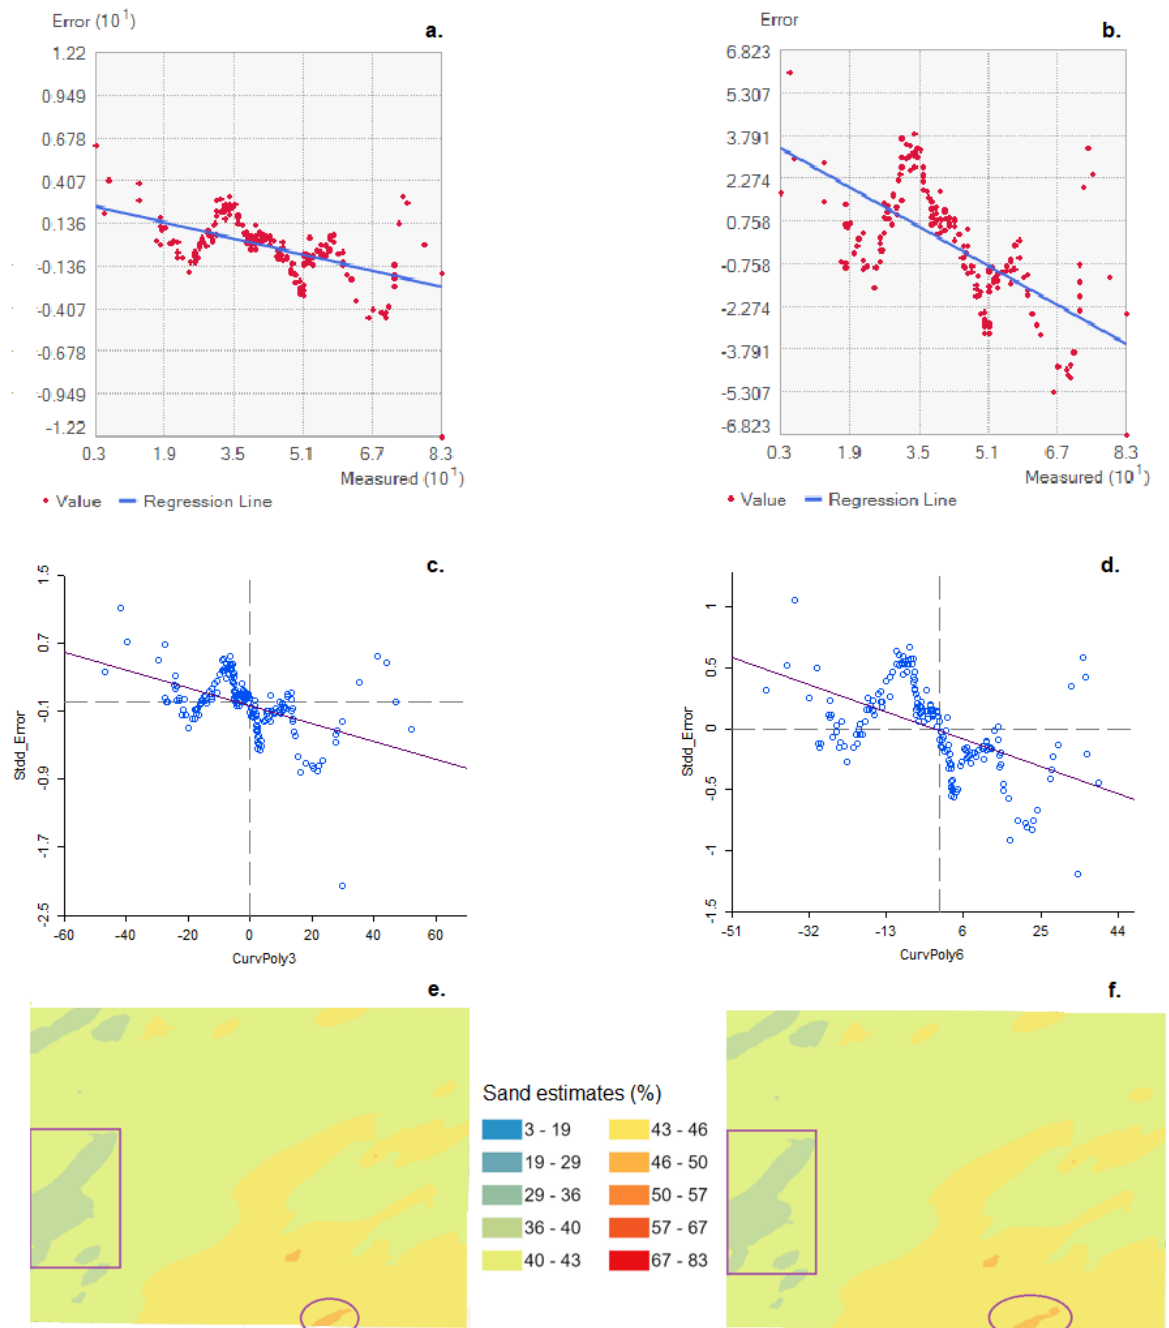 Error (10^1)
a.
1.22
0.949
0.678
0.407
0.136
-0.136
-0.407
-0.678
-0.949
-1.22
0.3 1.9 3.5 5.1 6.7 8.3
Measured (10^1)
Value Regression Line
Error
b.
6.823
5.307
3.791
2.274
0.758
-0.758
-2.274
-3.791
-5.307
-6.823
0.3 1.9 3.5 5.1 6.7 8.3
Measured (10^1)
Value Regression Line
c.
Stdd_Error
1.5
0.7
-0.1
-0.9
-1.7
-2.5
-60 -40 -20 0 20 40 60
CurvPoly3
d.
Stdd_Error
1
0.5
0
-0.5
-1
-1.5
-51 -32 -13 6 25 44
CurvPoly6
e.
f.
Sand estimates (%)
3 - 19 43 - 46
19 - 29 46 - 50
29 - 36 50 - 57
36 - 40 57 - 67
40 - 43 67 - 83